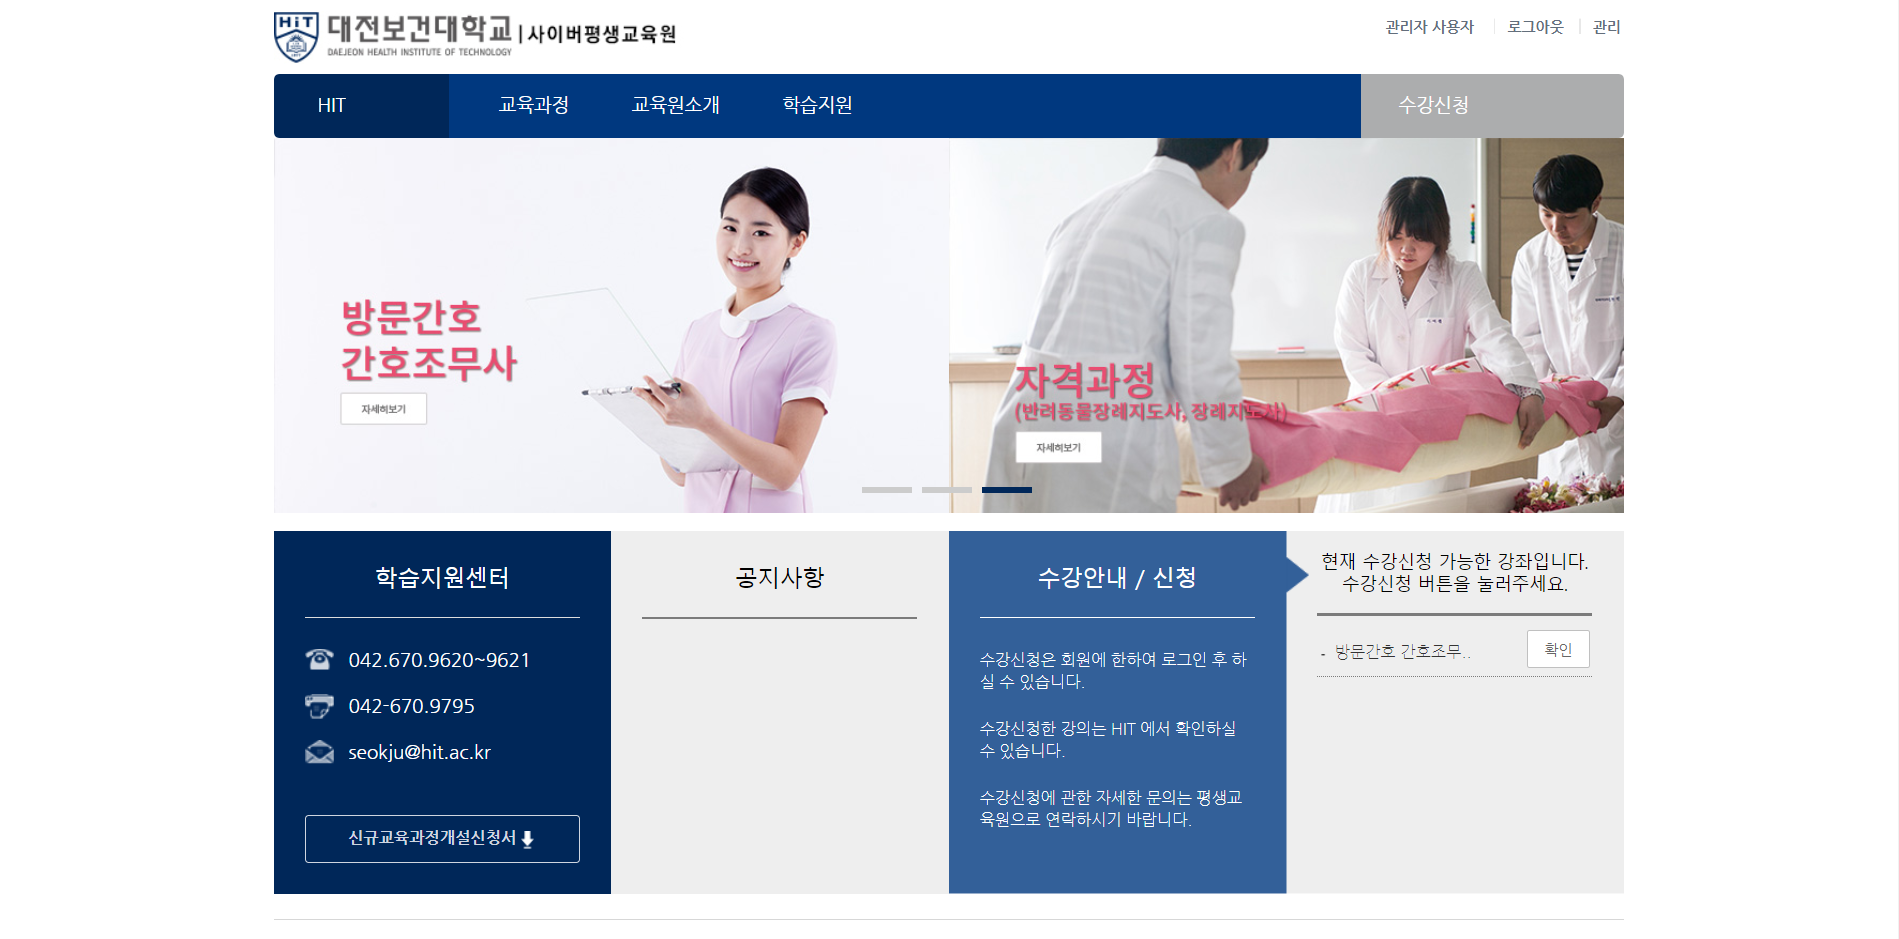 HiT
대전보건대학교 | 사이버평생교육원
DAEJEON HEALTH INSTITUTE OF TECHNOLOGY
관리자 사용자 | 로그아웃 | 관리
HIT 교육과정 교육원소개 학습지원 수강신청
방문간호
간호조무사
자세히보기
자격과정
(반려동물장례지도사, 장례지도사)
자세히보기
학습지원센터
042.670.9620~9621
042-670.9795
seokju@hit.ac.kr
신규교육과정개설신청서
공지사항
수강안내 / 신청
수강신청은 회원에 한하여 로그인 후 하
실 수 있습니다.
수강신청한 강의는 HIT 에서 확인하실
수 있습니다.
수강신청에 관한 자세한 문의는 평생교
육원으로 연락하시기 바랍니다.
현재 수강신청 가능한 강좌입니다.
수강신청 버튼을 눌러주세요.
- 방문간호 간호조무.. 확인